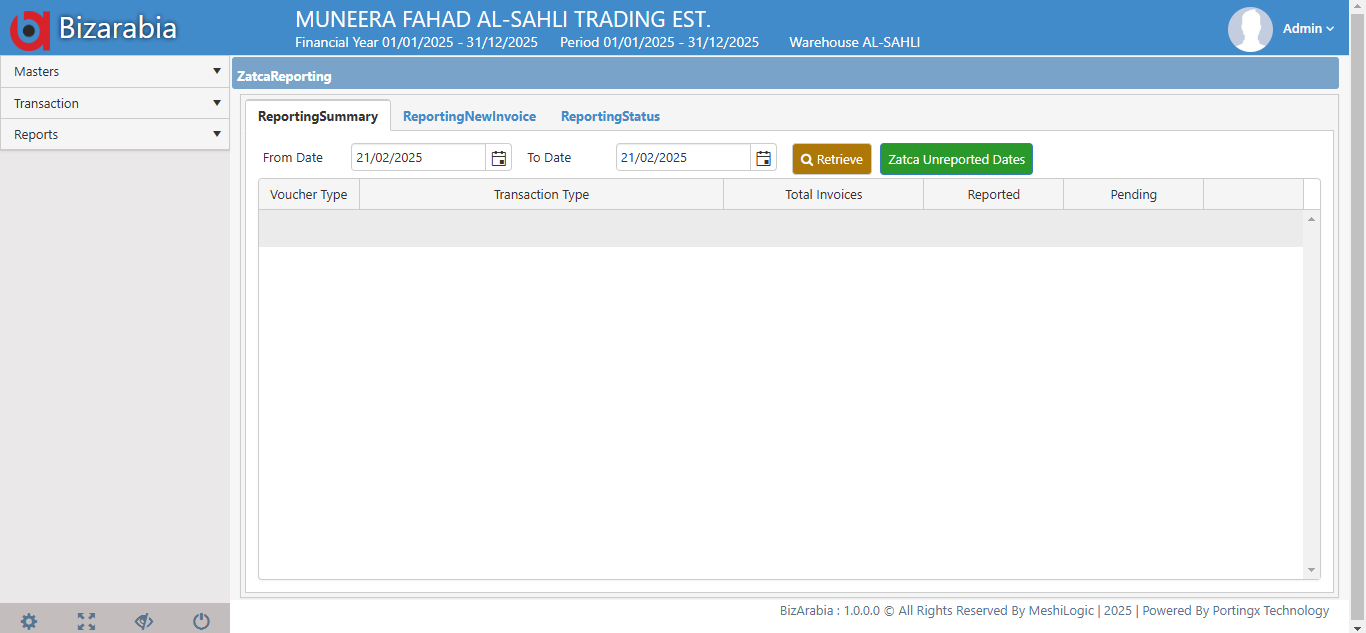 Bizarabia
MUNEERA FAHAD AL-SAHLI TRADING EST.
Financial Year 01/01/2025 - 31/12/2025 Period 01/01/2025 - 31/12/2025 Warehouse AL-SAHLI
Admin
Masters
Transaction
Reports
ZatcaReporting
ReportingSummary ReportingNewInvoice ReportingStatus
From Date 21/02/2025 To Date 21/02/2025 Retrieve Zatca Unreported Dates
Voucher Type Transaction Type Total Invoices Reported Pending
BizArabia : 1.0.0.0 © All Rights Reserved By MeshiLogic | 2025 | Powered By Portingx Technology